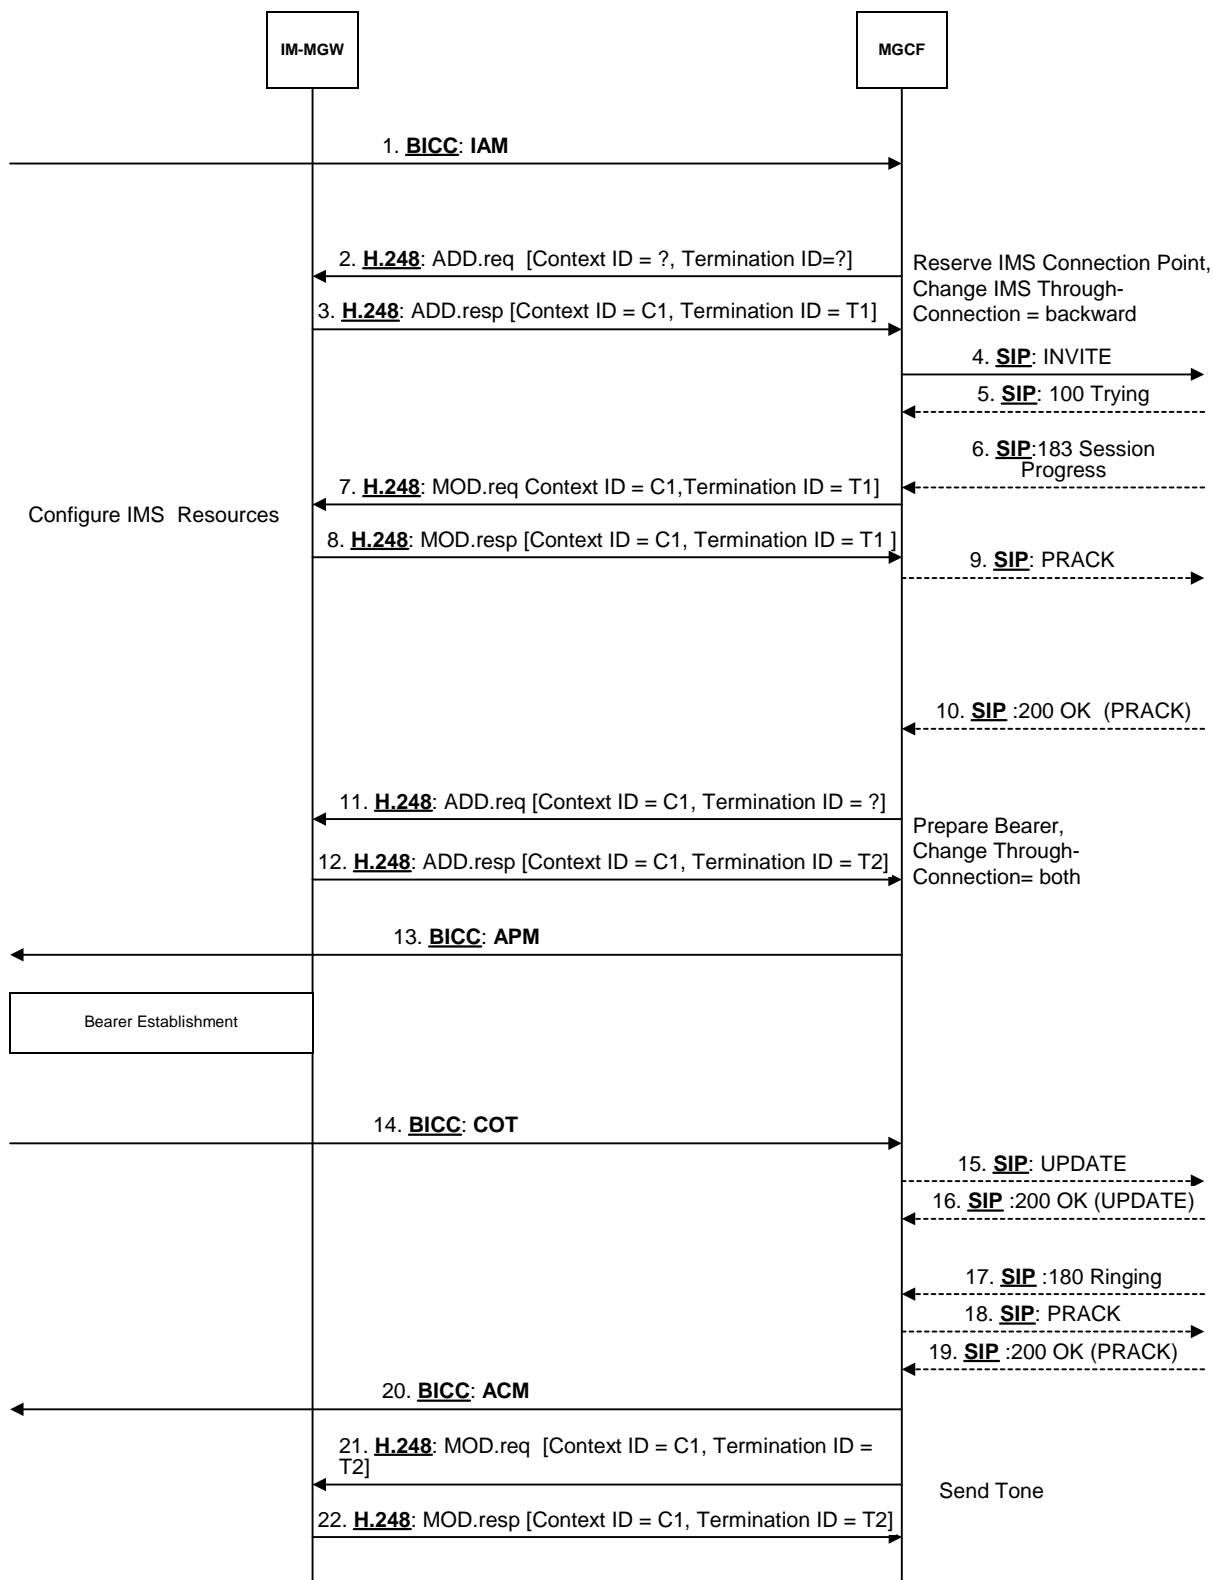 IM-MGW
MGCF
1. BICC: IAM
2. H.248: ADD.req  [Context ID = ?, Termination ID=?]
Reserve IMS Connection Point,
Change IMS Through-
Connection = backward
3. H.248: ADD.resp [Context ID = C1, Termination ID = T1]
4. SIP: INVITE
5. SIP: 100 Trying
6. SIP:183 Session
Progress
7. H.248: MOD.req Context ID = C1,Termination ID = T1]
Configure IMS  Resources
8. H.248: MOD.resp [Context ID = C1, Termination ID = T1 ]
9. SIP: PRACK
10. SIP :200 OK  (PRACK)
11. H.248: ADD.req [Context ID = C1, Termination ID = ?]
Prepare Bearer,
Change Through-
Connection= both
12. H.248: ADD.resp [Context ID = C1, Termination ID = T2]
13. BICC: APM
Bearer Establishment
14. BICC: COT
15. SIP: UPDATE
16. SIP :200 OK (UPDATE)
17. SIP :180 Ringing
18. SIP: PRACK
19. SIP :200 OK (PRACK)
20. BICC: ACM
21. H.248: MOD.req  [Context ID = C1, Termination ID =
T2]
Send Tone
22. H.248: MOD.resp [Context ID = C1, Termination ID = T2]